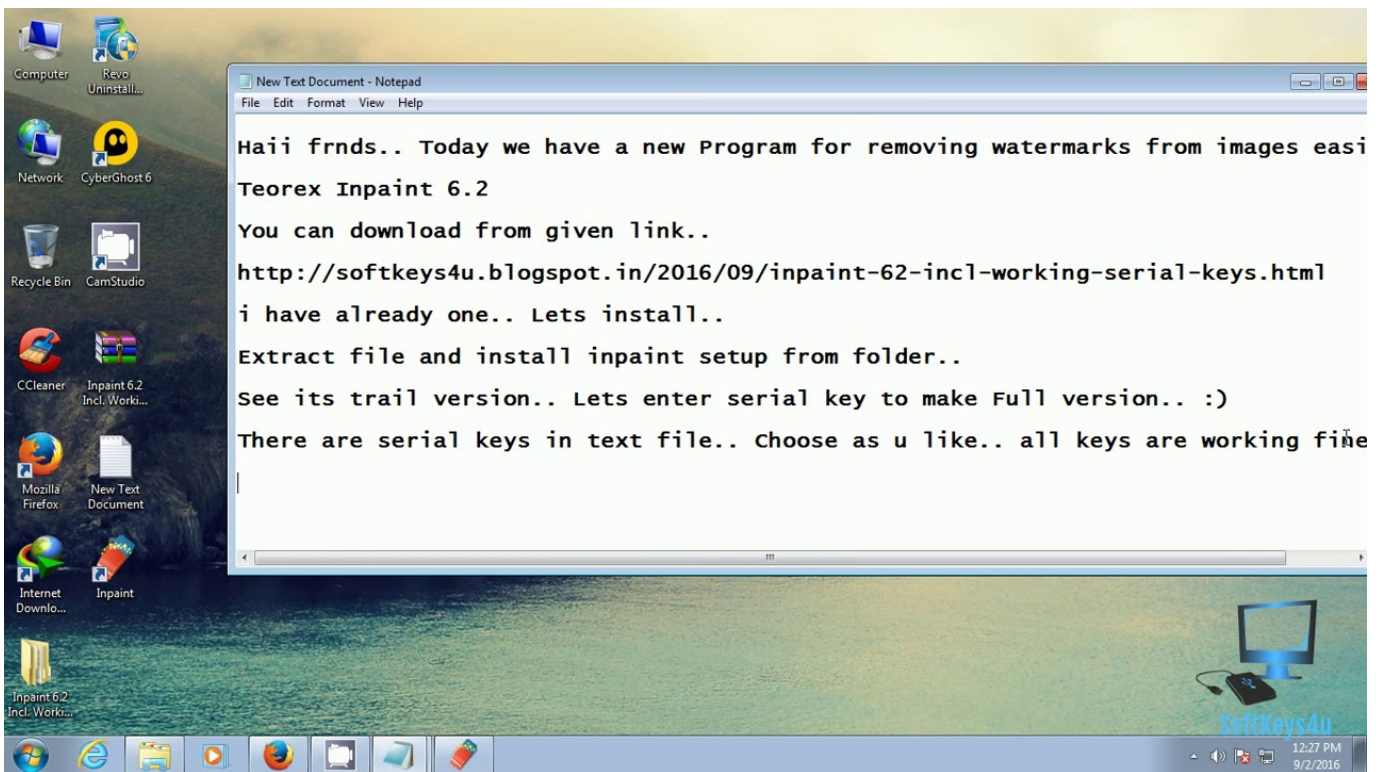 Computer
Revo
Uninstall...
Network
CyberGhost 6
Recycle Bin
CamStudio
CCleaner
Inpaint 6.2
Incl. Worki...
Mozilla
Firefox
New Text
Document
Internet
Downlo...
Inpaint
Inpaint 6.2
Incl. Worki...
New Text Document - Notepad
File Edit Format View Help
Haii frnds.. Today we have a new Program for removing watermarks from images easi
Teorex Inpaint 6.2
You can download from given link..
http://softkeys4u.blogspot.in/2016/09/inpaint-62-incl-working-serial-keys.html
i have already one.. Lets install..
Extract file and install inpaint setup from folder..
See its trail version.. Lets enter serial key to make Full version.. :)
There are serial keys in text file.. Choose as u like.. all keys are working fine
SoftKeys4u
12:27 PM
9/2/2016